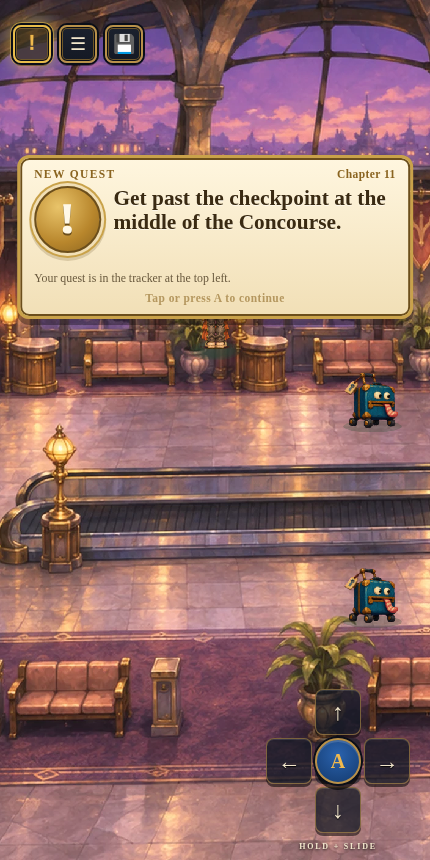 !
☰
💾
NEW QUEST
Chapter 11
!
Get past the checkpoint at the
middle of the Concourse.
Your quest is in the tracker at the top left.
Tap or press A to continue
↑
← A →
↓
HOLD + SLIDE